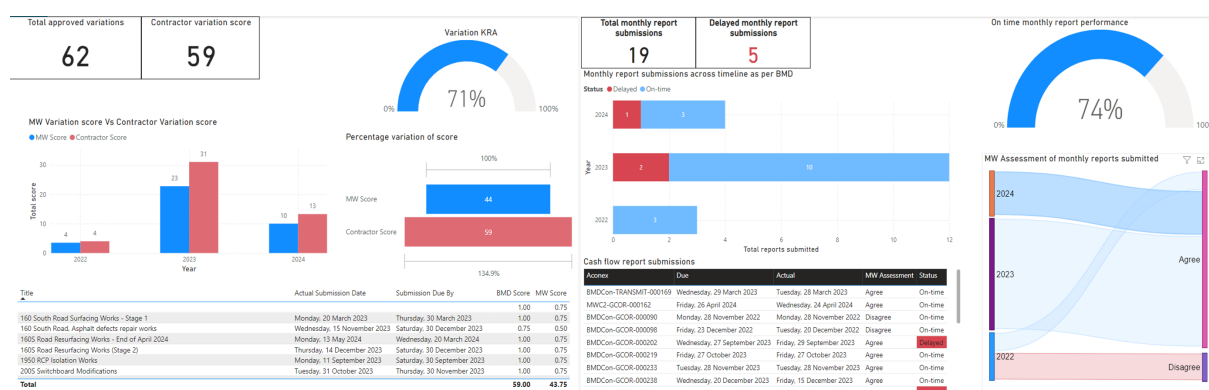 Total approved variations
62
Contractor variation score
59
Variation KRA
71%
0%
100%
MW Variation score Vs Contractor Variation score
MW Score Contractor Score
Total score
30
20
10
0
4
4
23
31
10
13
2022
2023
2024
Year
Percentage variation of score
100%
MW Score
44
Contractor Score
59
134.9%
Title Actual Submission Date Submission Due By BMD Score MW Score
1.00 0.75
160 South Road Surfacing Works - Stage 1 Monday, 20 March 2023 Thursday, 30 March 2023 1.00 0.75
160 South Road. Asphalt defects repair works Wednesday, 15 November 2023 Saturday, 30 December 2023 0.75 0.50
160S Road Resurfacing Works - End of April 2024 Monday, 13 May 2024 Wednesday, 20 March 2024 1.00 0.75
160S Road Resurfacing Works (Stage 2) Thursday, 14 December 2023 Saturday, 30 December 2023 1.00 0.75
1950 RCP Isolation Works Monday, 11 September 2023 Saturday, 30 September 2023 1.00 0.75
200S Switchboard Modifications Tuesday, 31 October 2023 Thursday, 30 November 2023 1.00 0.75
Total 59.00 43.75
Total monthly report
submissions
19
Delayed monthly report
submissions
5
Monthly report submissions across timeline as per BMD
Status Delayed On-time
Year
2024
1
3
2023
2
10
2022
3
0
2
4
6
8
10
12
Total reports submitted
Cash flow report submissions
Aconex Due Actual MW Assessment Status
BMDCon-TRANSMIT-000169 Wednesday, 29 March 2023 Tuesday, 28 March 2023 Agree On-time
MWC2-GCOR-000162 Friday, 26 April 2024 Wednesday, 24 April 2024 Agree On-time
BMDCon-GCOR-000090 Monday, 28 November 2022 Monday, 28 November 2022 Disagree On-time
BMDCon-GCOR-000098 Friday, 23 December 2022 Tuesday, 20 December 2022 Disagree On-time
BMDCon-GCOR-000202 Wednesday, 27 September 2023 Friday, 29 September 2023 Agree Delayed
BMDCon-GCOR-000219 Friday, 27 October 2023 Friday, 27 October 2023 Agree On-time
BMDCon-GCOR-000233 Tuesday, 28 November 2023 Tuesday, 28 November 2023 Agree On-time
BMDCon-GCOR-000238 Wednesday, 20 December 2023 Friday, 15 December 2023 Agree On-time
On time monthly report performance
74%
0%
100
MW Assessment of monthly reports submitted
2024
2023
2022
Agree
Disagree